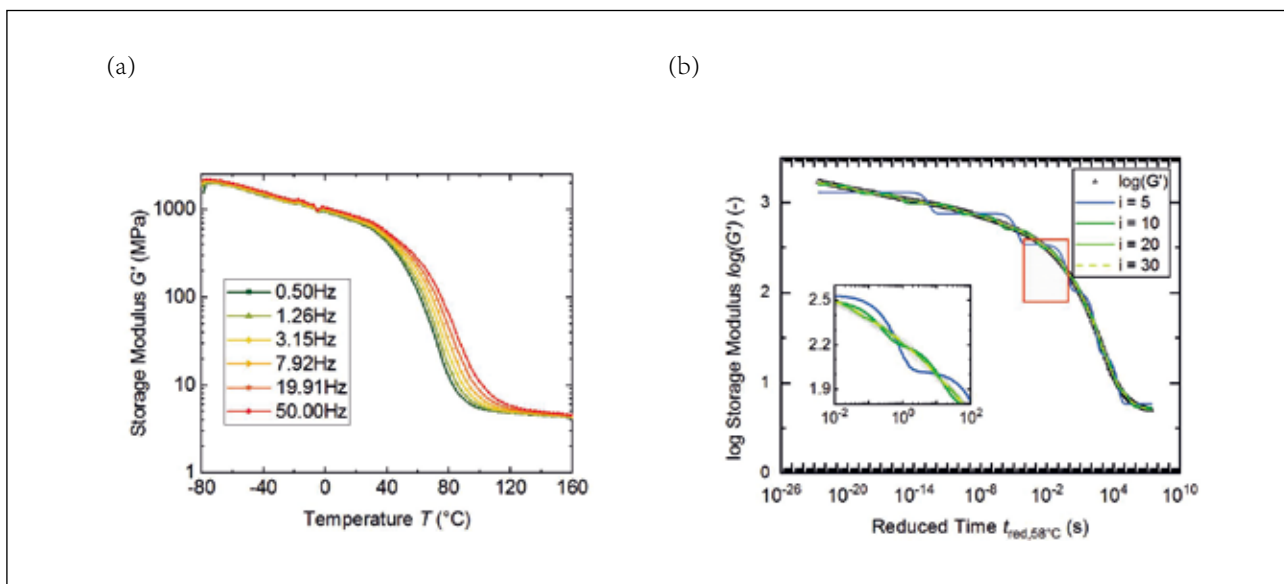 (a)
(b)
Storage Modulus G' (MPa)
1000
100
10
1
0.50Hz
1.26Hz
3.15Hz
7.92Hz
19.91Hz
50.00Hz
-80 -40 0 40 80 120 160
Temperature T (°C)
log Storage Modulus log(G') (-)
3
2
1
0
log(G')
i = 5
i = 10
i = 20
i = 30
2.5
2.2
1.9
10⁻² 10⁰ 10²
10⁻²⁶ 10⁻²⁰ 10⁻¹⁴ 10⁻⁸ 10⁻² 10⁴ 10¹⁰
Reduced Time t_red,58°C (s)